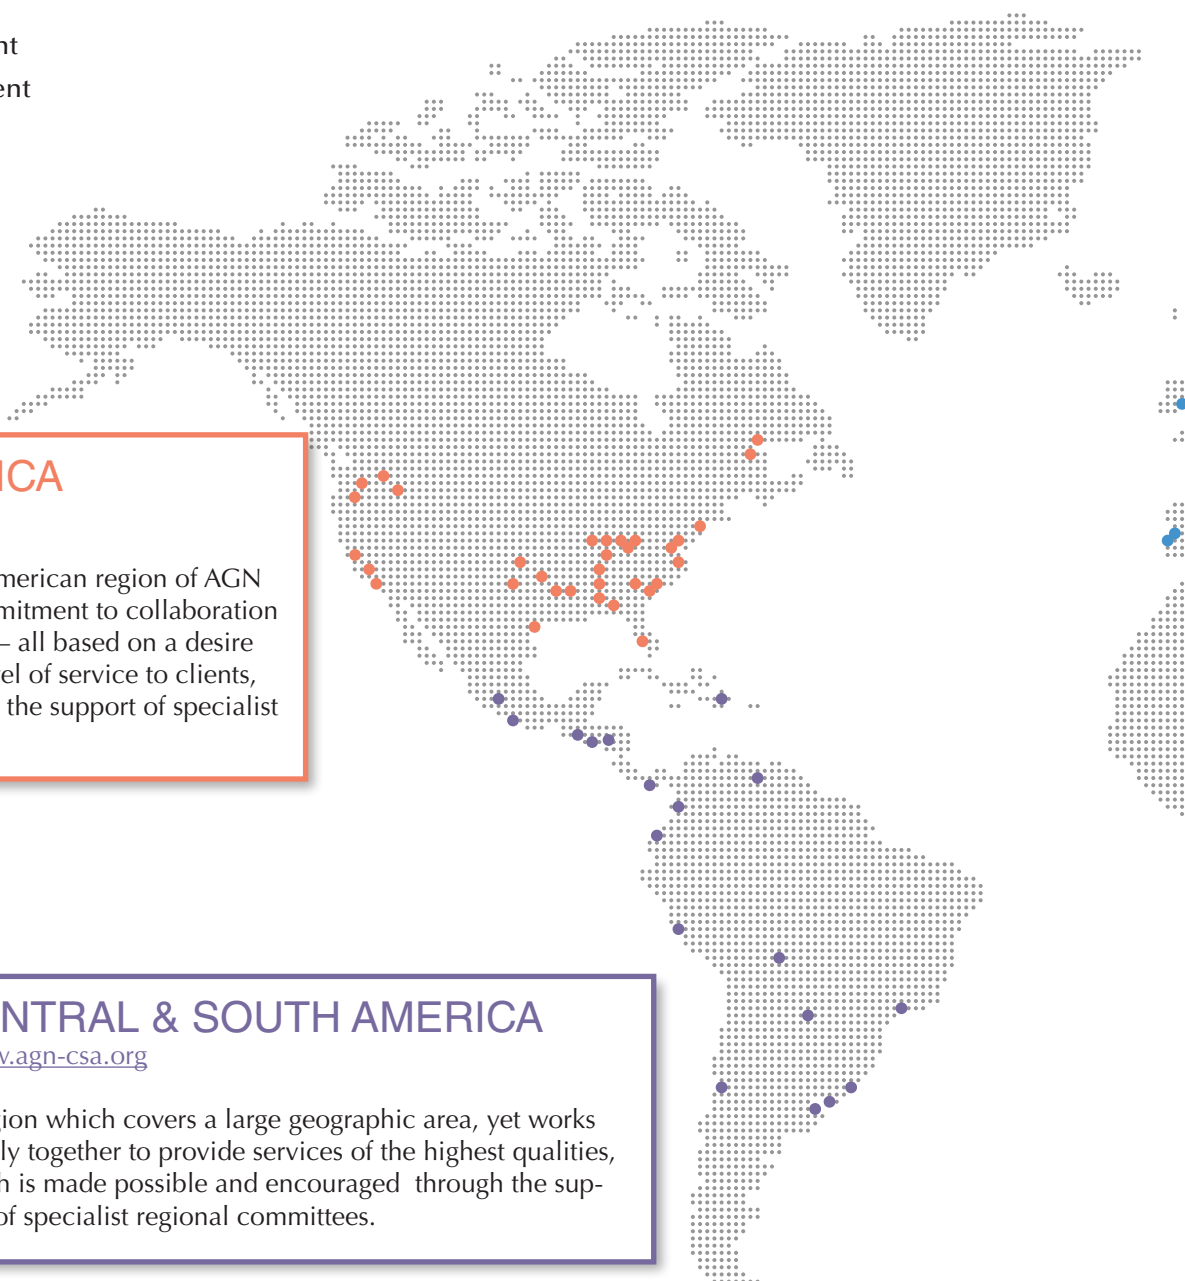 nt
ent
ICA
merican region of AGN
mitment to collaboration
– all based on a desire
vel of service to clients,
the support of specialist
NTRAL & SOUTH AMERICA
w.agn-csa.org
gion which covers a large geographic area, yet works
ly together to provide services of the highest qualities,
h is made possible and encouraged through the sup-
of specialist regional committees.